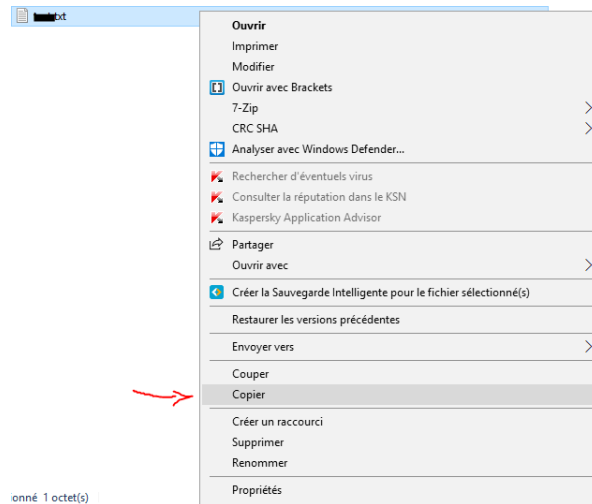 txt
Ouvrir
Imprimer
Modifier
Ouvrir avec Brackets
7-Zip
CRC SHA
Analyser avec Windows Defender...
Rechercher d'éventuels virus
Consulter la réputation dans le KSN
Kaspersky Application Advisor
Partager
Ouvrir avec
Créer la Sauvegarde Intelligente pour le fichier sélectionné(s)
Restaurer les versions précédentes
Envoyer vers
Couper
Copier
Créer un raccourci
Supprimer
Renommer
Propriétés
onné 1 octet(s)